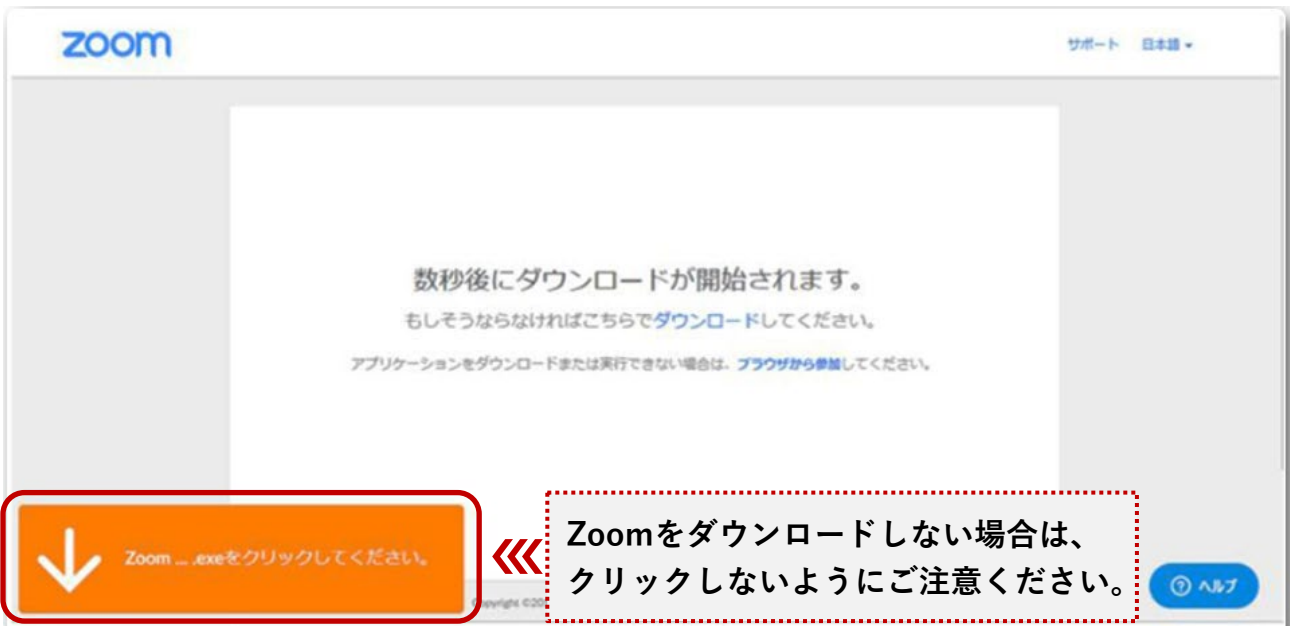 zoom
サポート 日本語
数秒後にダウンロードが開始されます。
もしそうならなければこちらでダウンロードしてください。
アプリケーションをダウンロードまたは実行できない場合は、ブラウザから参加してください。
Zoom ... .exeをクリックしてください。
Zoomをダウンロードしない場合は、
クリックしないようにご注意ください。
Copyright ©20
ヘルプ